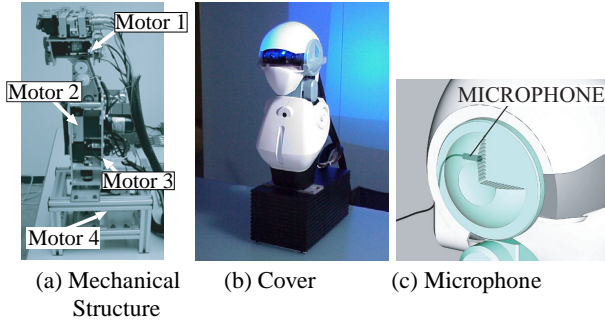 Motor 1
Motor 2
Motor 3
Motor 4
MICROPHONE
(a) Mechanical
Structure
(b) Cover
(c) Microphone